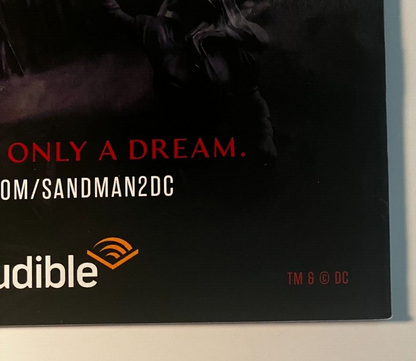 ONLY A DREAM.
OM/SANDMAN2DC
udible
TM & © DC